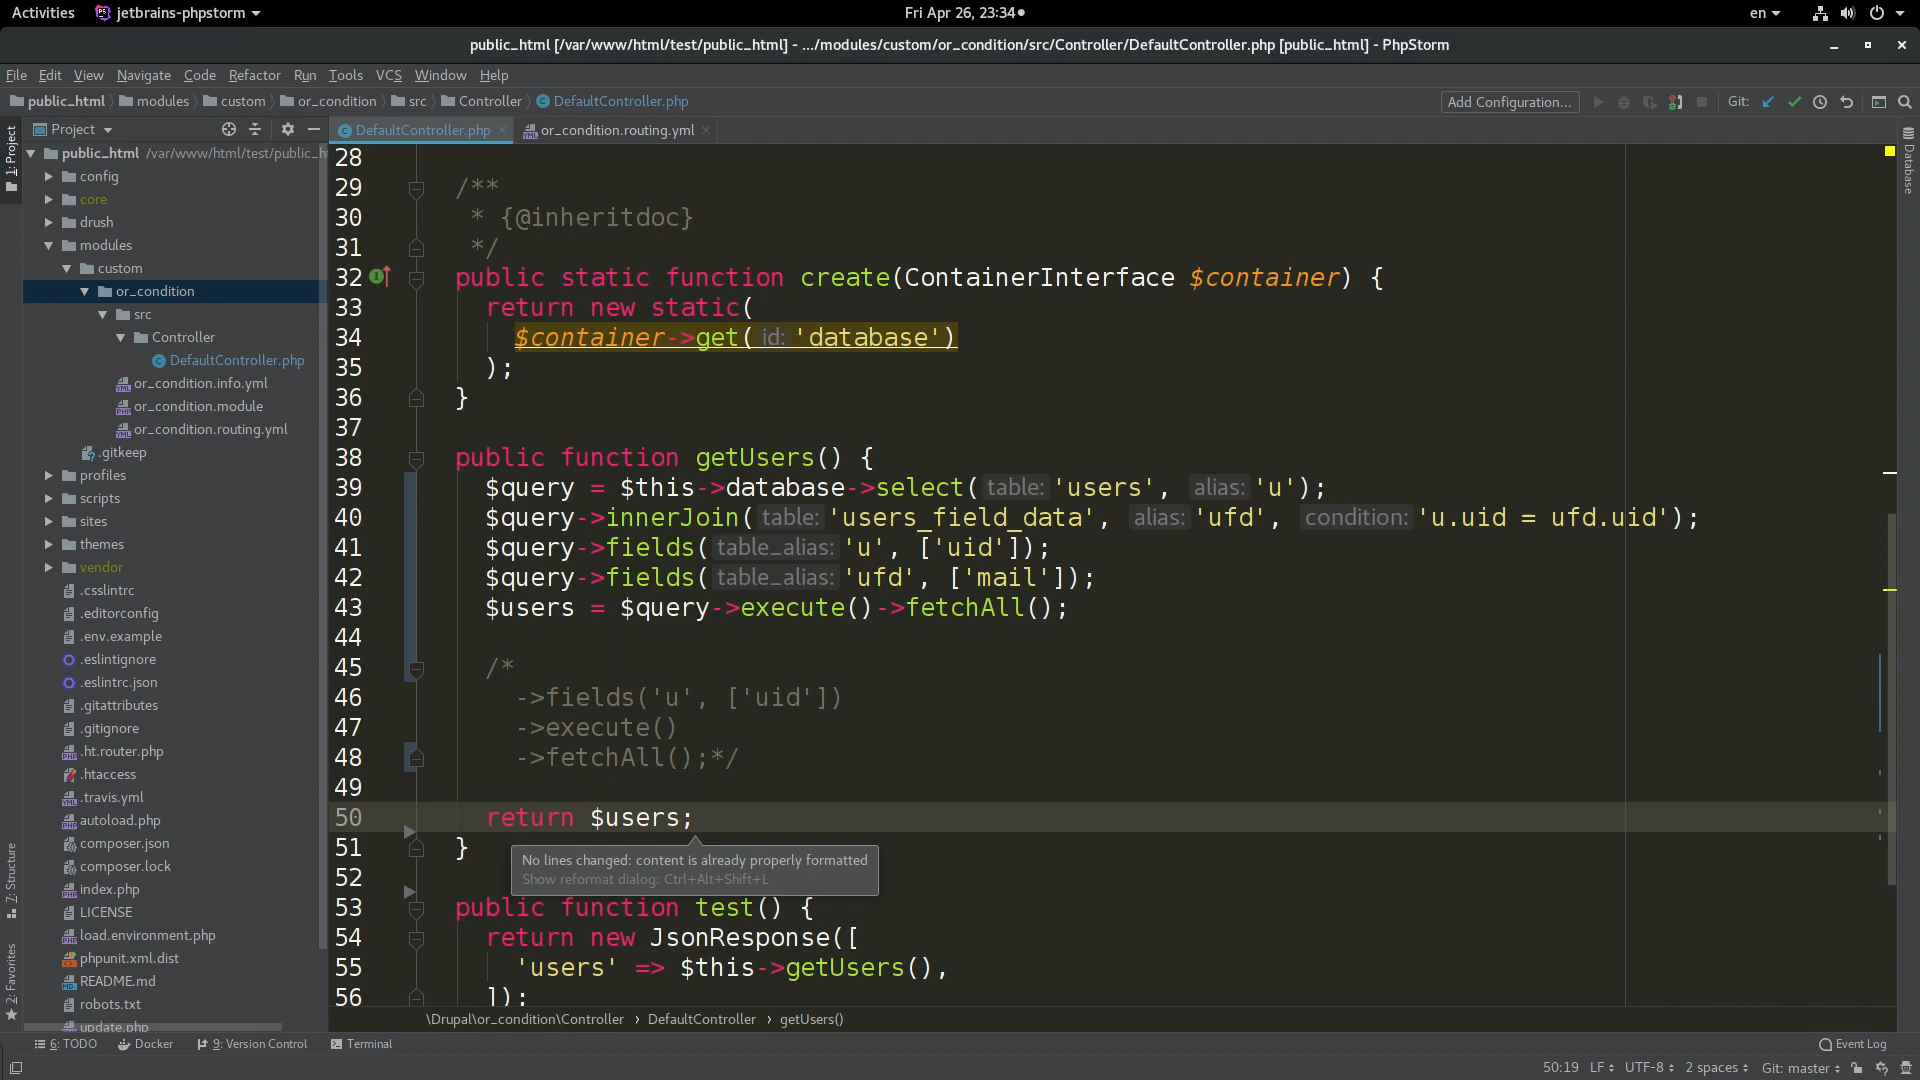 Activities jetbrains-phpstorm Fri Apr 26, 23:34 en
public_html [/var/www/html/test/public_html] - .../modules/custom/or_condition/src/Controller/DefaultController.php [public_html] - PhpStorm
File Edit View Navigate Code Refactor Run Tools VCS Window Help
public_html modules custom or_condition src Controller DefaultController.php Add Configuration... Git:
1: Project
Project
DefaultController.php
or_condition.routing.yml
Database
public_html /var/www/html/test/public_h
config
core
drush
modules
custom
or_condition
src
Controller
DefaultController.php
or_condition.info.yml
or_condition.module
or_condition.routing.yml
.gitkeep
profiles
scripts
sites
themes
vendor
.csslintrc
.editorconfig
.env.example
.eslintignore
.eslintrc.json
.gitattributes
.gitignore
.ht.router.php
.htaccess
.travis.yml
autoload.php
composer.json
composer.lock
index.php
LICENSE
load.environment.php
phpunit.xml.dist
README.md
robots.txt
update.php
7: Structure
2: Favorites
28
29 /**
30 * {@inheritdoc}
31 */
32 public static function create(ContainerInterface $container) {
33 return new static(
34 $container->get( id: 'database')
35 );
36 }
37
38 public function getUsers() {
39 $query = $this->database->select( table: 'users', alias: 'u');
40 $query->innerJoin( table: 'users_field_data', alias: 'ufd', condition: 'u.uid = ufd.uid');
41 $query->fields( table_alias: 'u', ['uid']);
42 $query->fields( table_alias: 'ufd', ['mail']);
43 $users = $query->execute()->fetchAll();
44
45 /*
46 ->fields('u', ['uid'])
47 ->execute()
48 ->fetchAll();*/
49
50 return $users;
51 }
No lines changed: content is already properly formatted
Show reformat dialog: Ctrl+Alt+Shift+L
52
53 public function test() {
54 return new JsonResponse([
55 'users' => $this->getUsers(),
56 ]);
\Drupal\or_condition\Controller › DefaultController › getUsers()
6: TODO Docker 9: Version Control Terminal Event Log
50:19 LF UTF-8 2 spaces Git: master